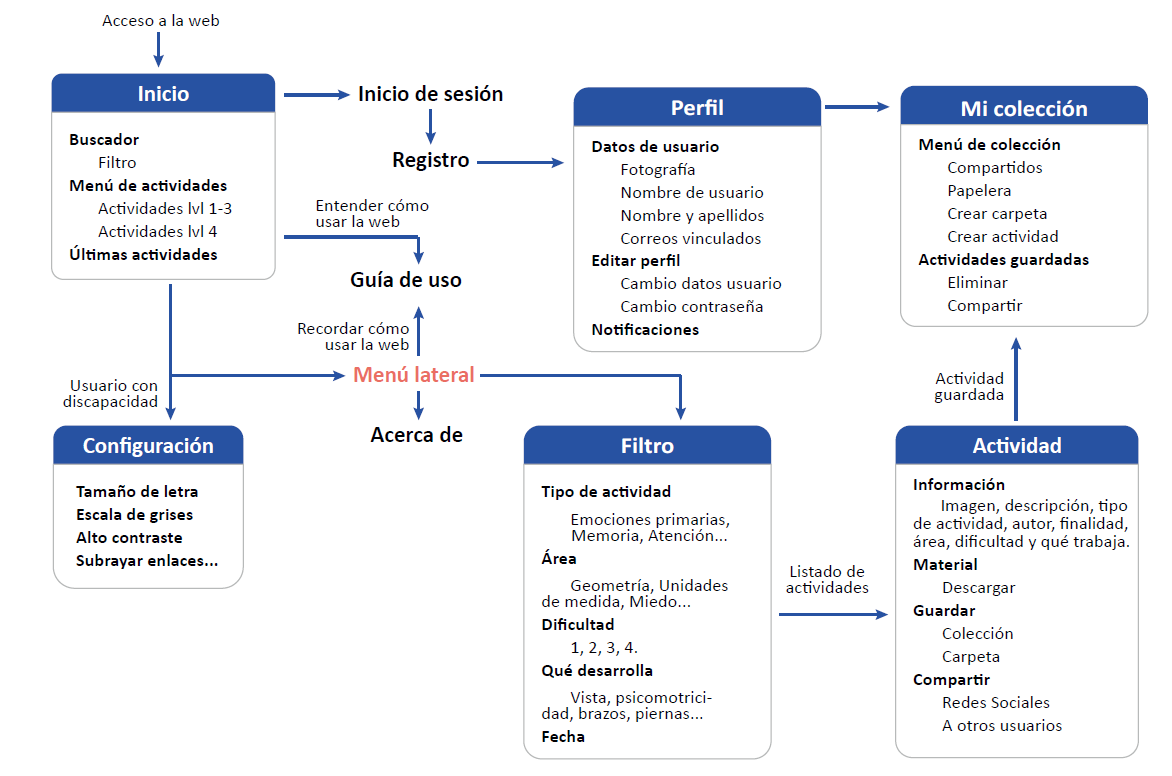 Acceso a la web
Inicio
Buscador
Filtro
Menú de actividades
Actividades lvl 1-3
Actividades lvl 4
Últimas actividades
Inicio de sesión
Registro
Entender cómo
usar la web
Guía de uso
Recordar cómo
usar la web
Menú lateral
Acerca de
Usuario con
discapacidad
Configuración
Tamaño de letra
Escala de grises
Alto contraste
Subrayar enlaces...
Perfil
Datos de usuario
Fotografía
Nombre de usuario
Nombre y apellidos
Correos vinculados
Editar perfil
Cambio datos usuario
Cambio contraseña
Notificaciones
Mi colección
Menú de colección
Compartidos
Papelera
Crear carpeta
Crear actividad
Actividades guardadas
Eliminar
Compartir
Actividad
guardada
Filtro
Tipo de actividad
Emociones primarias,
Memoria, Atención...
Área
Geometría, Unidades
de medida, Miedo...
Dificultad
1, 2, 3, 4.
Qué desarrolla
Vista, psicomotrici-
dad, brazos, piernas...
Fecha
Listado de
actividades
Actividad
Información
Imagen, descripción, tipo
de actividad, autor, finalidad,
área, dificultad y qué trabaja.
Material
Descargar
Guardar
Colección
Carpeta
Compartir
Redes Sociales
A otros usuarios